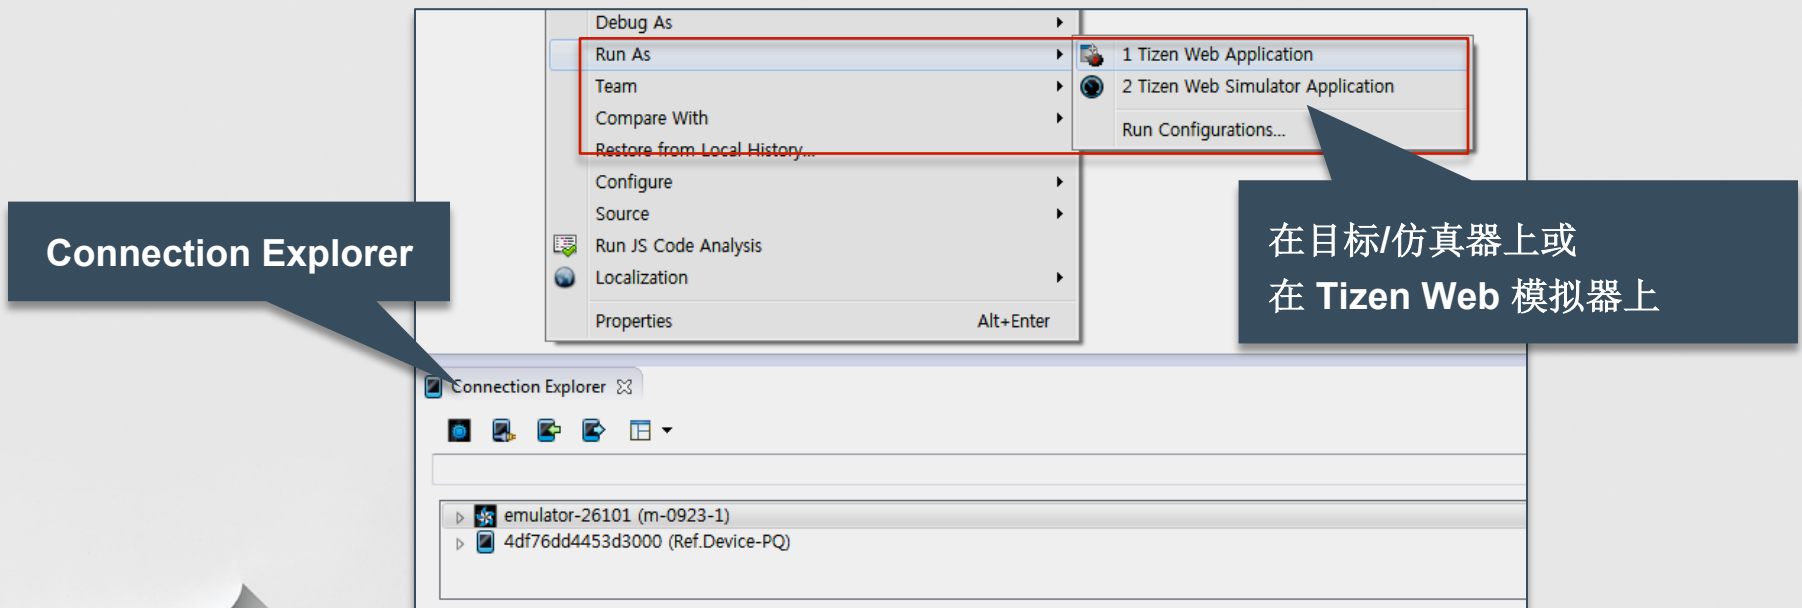 Debug As
Run As
1 Tizen Web Application
Team
2 Tizen Web Simulator Application
Compare With
Run Configurations...
Restore from Local History...
Configure
Source
Run JS Code Analysis
Localization
Properties Alt+Enter
Connection Explorer
在目标/仿真器上或
在 Tizen Web 模拟器上
Connection Explorer
emulator-26101 (m-0923-1)
4df76dd4453d3000 (Ref.Device-PQ)